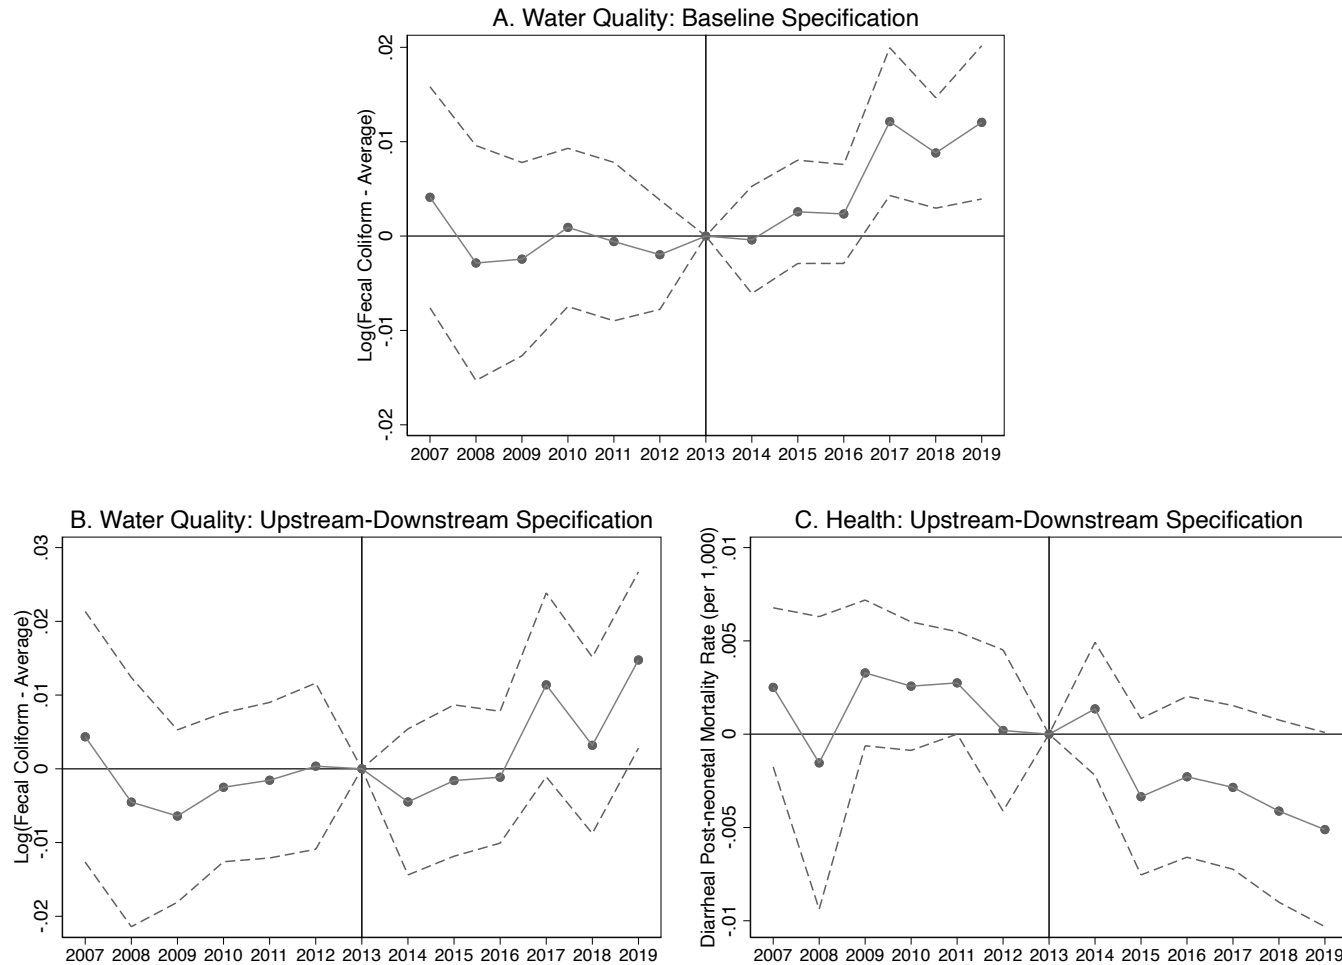 A. Water Quality: Baseline Specification
Log(Fecal Coliform - Average)
.02
.01
0
-.01
-.02
2007 2008 2009 2010 2011 2012 2013 2014 2015 2016 2017 2018 2019
B. Water Quality: Upstream-Downstream Specification
Log(Fecal Coliform - Average)
.03
.02
.01
0
-.01
-.02
2007 2008 2009 2010 2011 2012 2013 2014 2015 2016 2017 2018 2019
C. Health: Upstream-Downstream Specification
Diarrheal Post-neonetal Mortality Rate (per 1,000)
.01
.005
0
-.005
-.01
2007 2008 2009 2010 2011 2012 2013 2014 2015 2016 2017 2018 2019